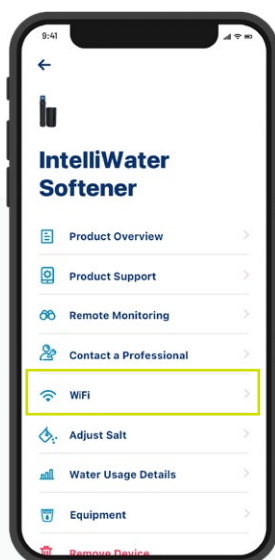 9:41
IntelliWater
Softener
Product Overview
Product Support
Remote Monitoring
Contact a Professional
WiFi
Adjust Salt
Water Usage Details
Equipment
Remove Device